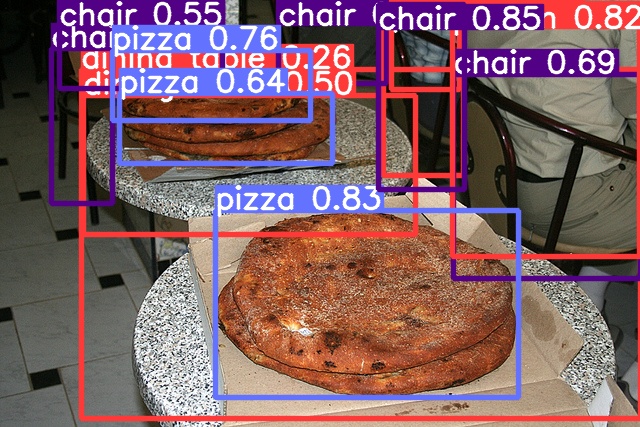 chair 0.55
chair
chair 0.85
n 0.82
cha
pizza 0.76
dining table 0.26
chair 0.69
di
pizza 0.64
0.50
pizza 0.83